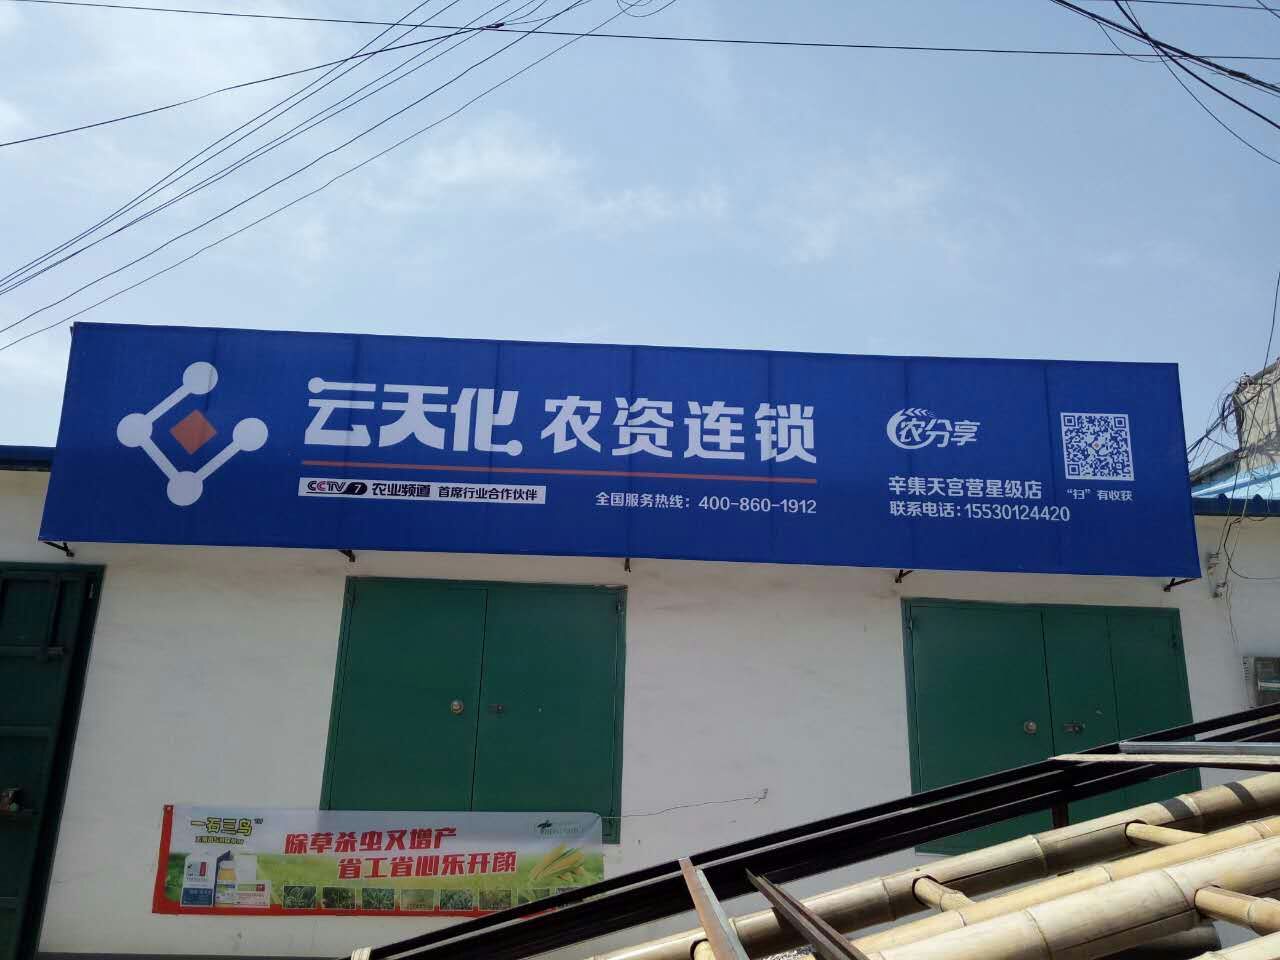 云天化 农资连锁
CCTV 7 农业频道 首席行业合作伙伴
全国服务热线：400-860-1912
农分享
辛集天宫营星级店
联系电话：15530124420
“扫”有收获
一石三鸟
除草杀虫又增产
省工省心乐开颜